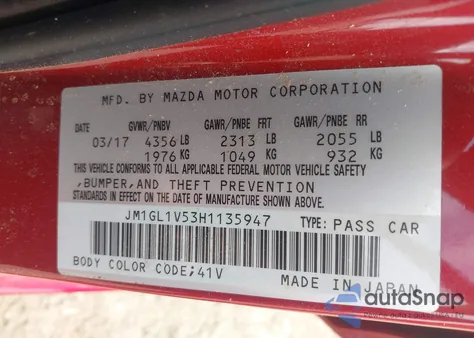 MFD. BY MAZDA MOTOR CORPORATION
GVWR/PNBV GAWR/PNBE FRT GAWR/PNBE RR
03/17 4356 LB 2313 LB 2055 LB
1976 KG 1049 KG 932 KG
THIS VEHICLE CONFORMS TO ALL APPLICABLE FEDERAL MOTOR VEHICLE SAFETY
,BUMPER,AND THEFT PREVENTION
STANDARDS IN EFFECT ON THE DATE OF MANUFACTURE SHOWN ABOVE.
JM1GL1V53H1135947 TYPE: PASS CAR
BODY COLOR CODE;41V
MADE IN JAPAN
autoSnap